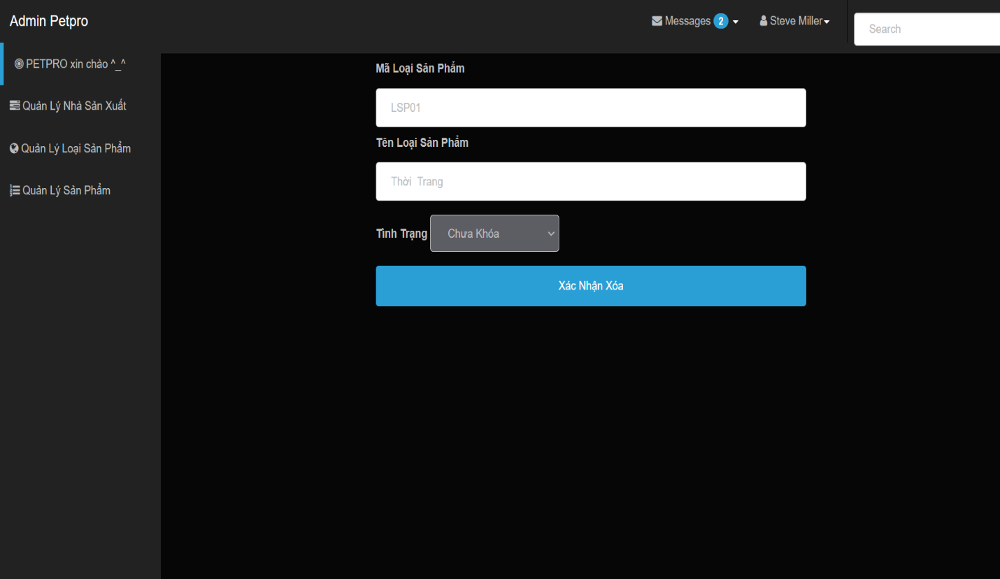 Admin Petpro
Messages 2
Steve Miller
Search
PETPRO xin chào ^_^
Quản Lý Nhà Sản Xuất
Quản Lý Loại Sản Phẩm
Quản Lý Sản Phẩm
Mã Loại Sản Phẩm
LSP01
Tên Loại Sản Phẩm
Thời Trang
Tình Trạng Chưa Khóa
Xác Nhận Xóa